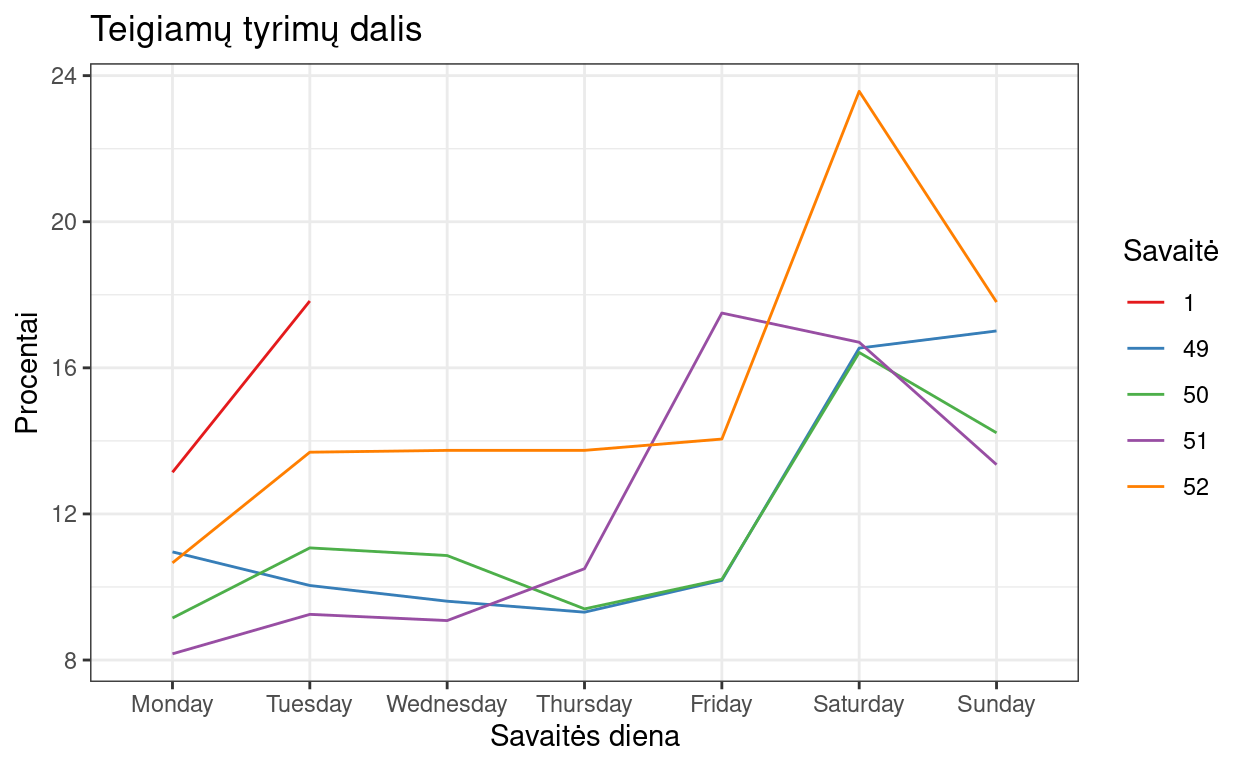 Teigiamų tyrimų dalis
24
20
16
12
8
Procentai
Monday Tuesday Wednesday Thursday Friday Saturday Sunday
Savaitės diena
Savaitė
1
49
50
51
52